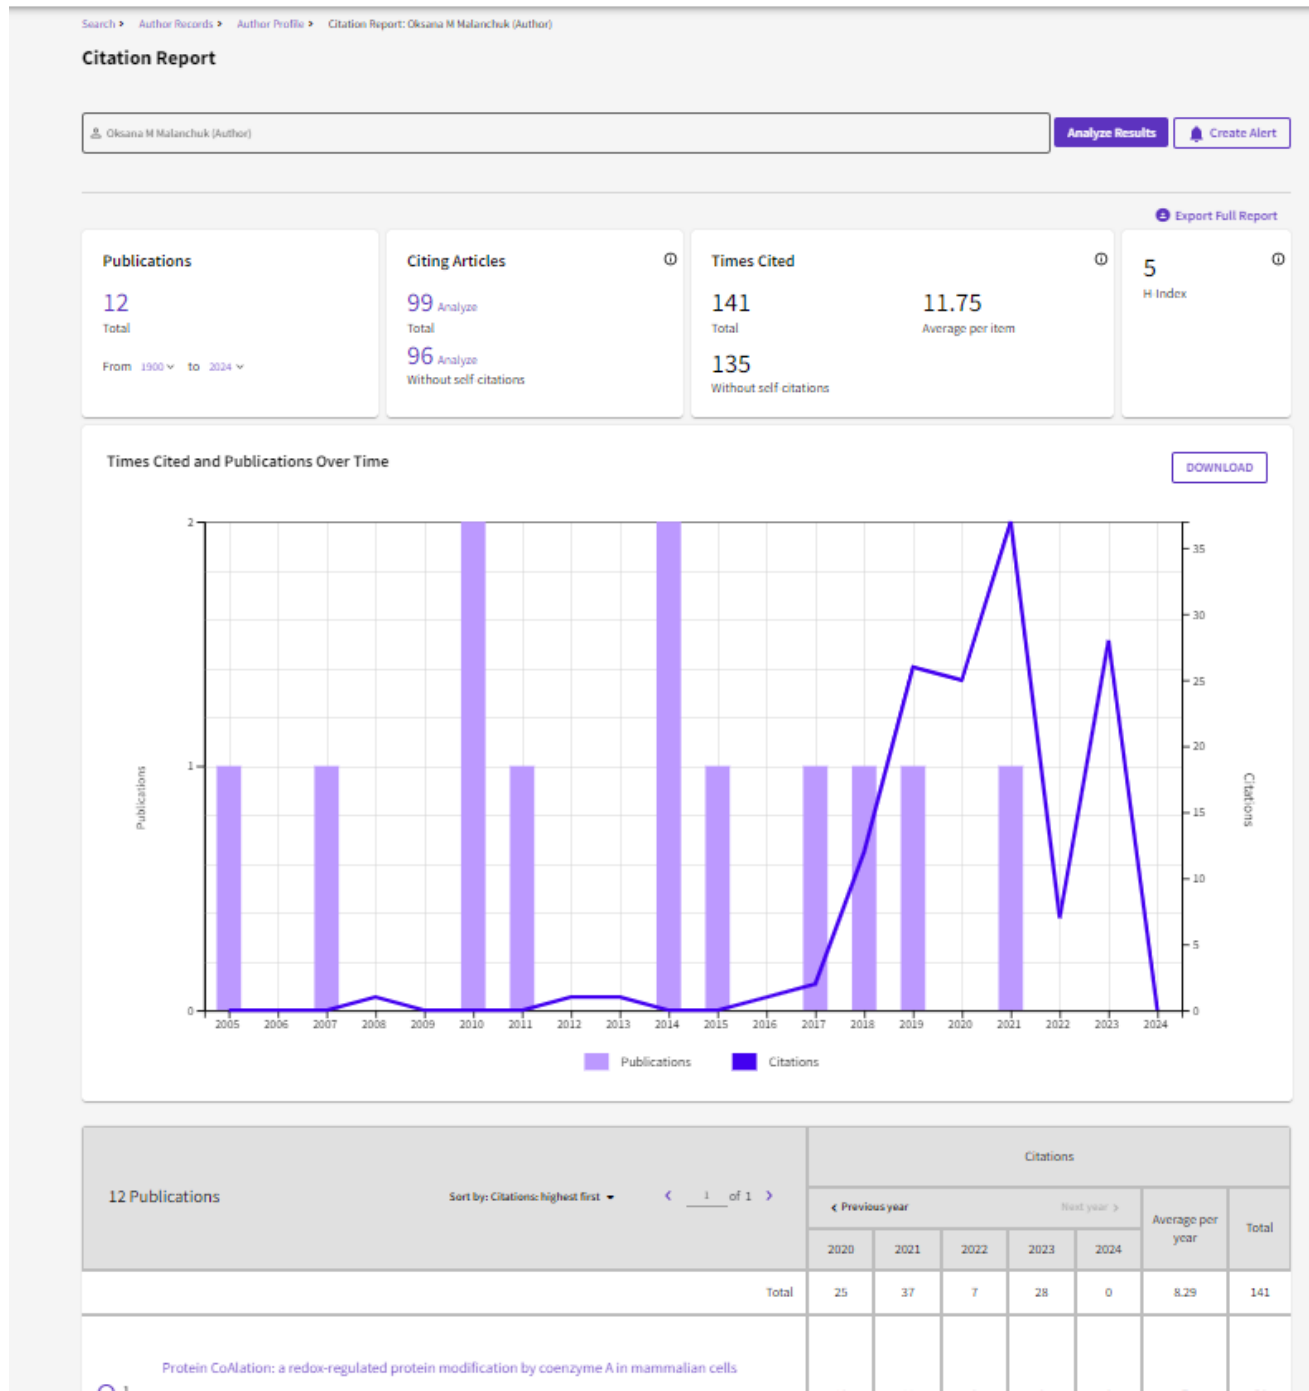 Search > Author Records > Author Profile > Citation Report: Oksana M Malanchuk (Author)
Citation Report
Oksana M Malanchuk (Author)
Analyze Results
Create Alert
Export Full Report
Publications
12
Total
From 1900 to 2024
Citing Articles
99 Analyze
Total
96 Analyze
Without self citations
Times Cited
141
Total
11.75
Average per item
135
Without self citations
5
H-Index
Times Cited and Publications Over Time
DOWNLOAD
2
1
0
Publications
35
30
25
20
15
10
5
0
Citations
2005 2006 2007 2008 2009 2010 2011 2012 2013 2014 2015 2016 2017 2018 2019 2020 2021 2022 2023 2024
Publications Citations
12 Publications
Sort by: Citations: highest first
< 1 of 1 >
Citations
< Previous year Next year >
Average per year
Total
2020 2021 2022 2023 2024
Total 25 37 7 28 0 8.29 141
Protein CoAlation: a redox-regulated protein modification by coenzyme A in mammalian cells